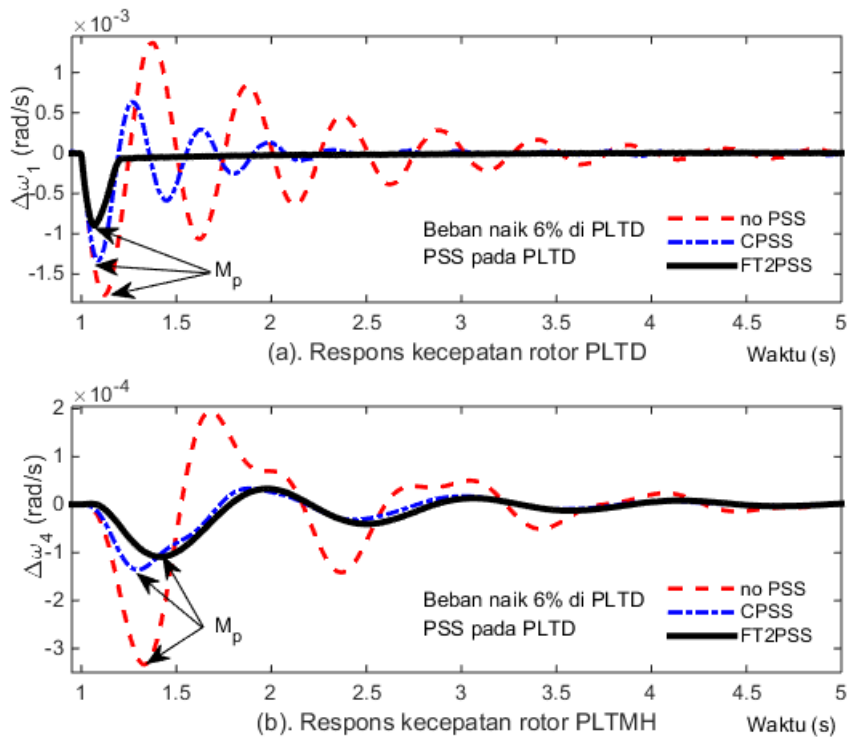 ×10⁻³
1
0.5
0
-0.5
-1
-1.5
Δω₁ (rad/s)
Beban naik 6% di PLTD
PSS pada PLTD
no PSS
CPSS
FT2PSS
Mₚ
1 1.5 2 2.5 3 3.5 4 4.5 5
(a). Respons kecepatan rotor PLTD
Waktu (s)
×10⁻⁴
2
1
0
-1
-2
-3
Δω₄ (rad/s)
Mₚ
Beban naik 6% di PLTD
PSS pada PLTD
no PSS
CPSS
FT2PSS
1 1.5 2 2.5 3 3.5 4 4.5 5
(b). Respons kecepatan rotor PLTMH
Waktu (s)